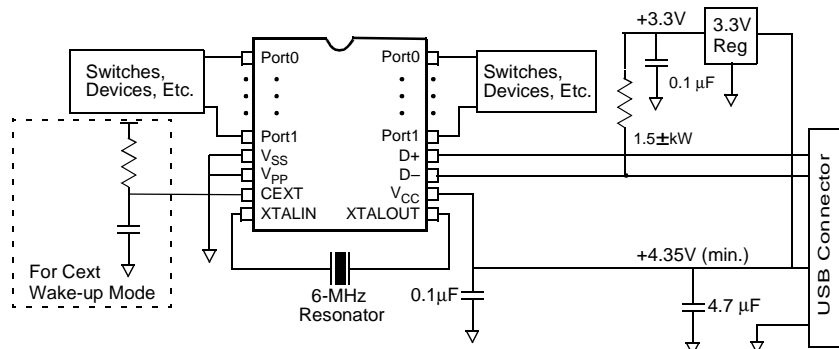 +3.3V
3.3V
Reg
0.1 µF
1.5±kW
Switches,
Devices, Etc.
Port0
Port1
VSS
VPP
CEXT
XTALIN
Port0
Port1
D+
D–
VCC
XTALOUT
Switches,
Devices, Etc.
For Cext
Wake-up Mode
6-MHz
Resonator
0.1µF
+4.35V (min.)
4.7 µF
USB Connector